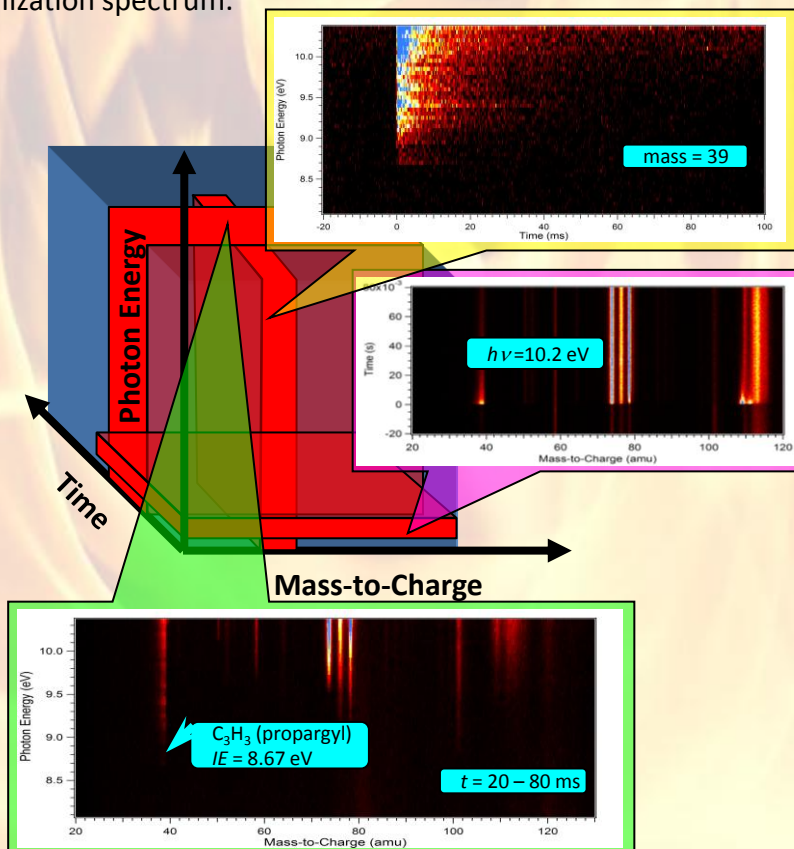 lization spectrum.
Photon Energy (eV)
10.0
9.5
9.0
8.5
mass = 39
-20 0 20 40 60 80 100
Time (ms)
Photon Energy
Time
Mass-to-Charge
Time (s)
60
40
20
0
-20
hν=10.2 eV
20 40 60 80 100 120
Mass-to-Charge (amu)
Photon Energy (eV)
10.0
9.5
9.0
8.5
C₃H₃ (propargyl)
IE = 8.67 eV
t = 20 – 80 ms
20 40 60 80 100 120
Mass-to-Charge (amu)